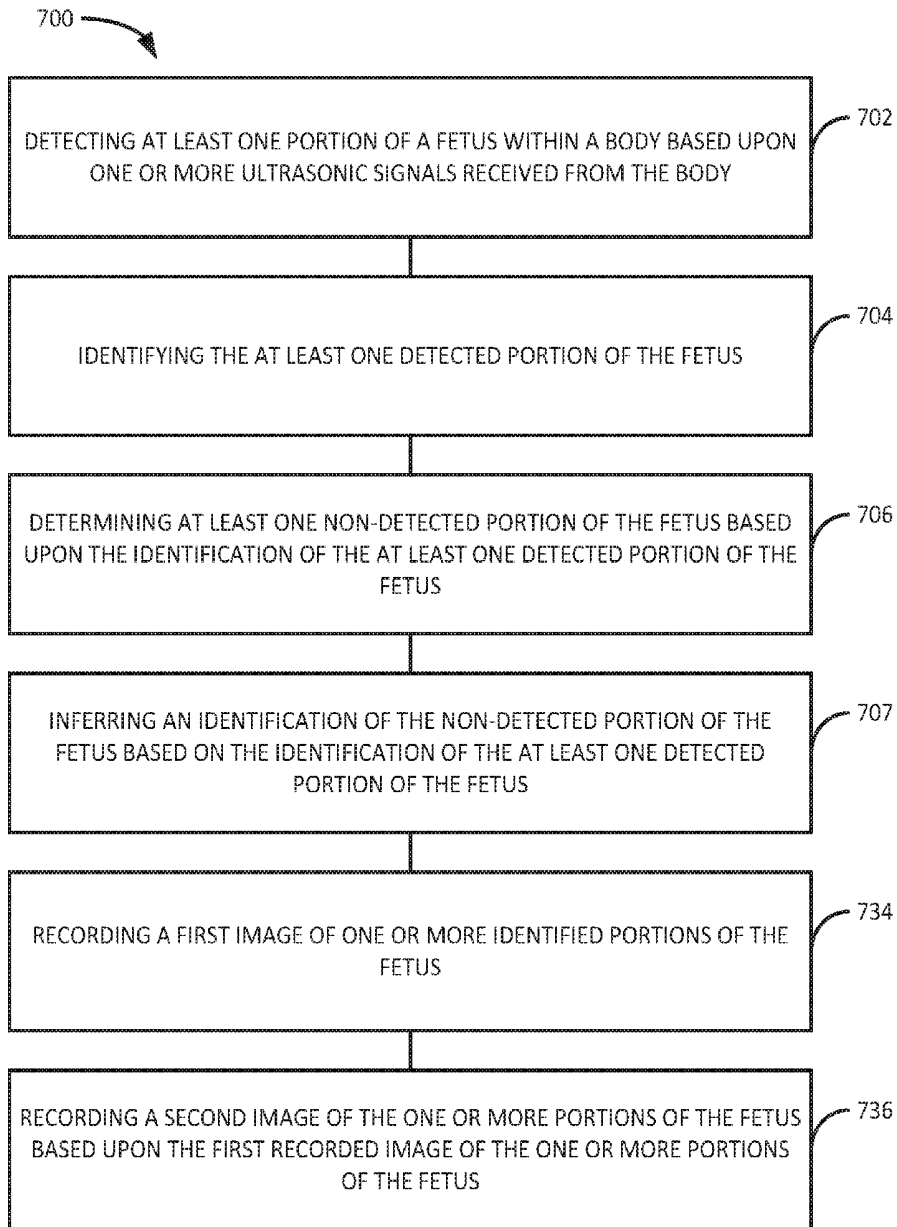 700
DETECTING AT LEAST ONE PORTION OF A FETUS WITHIN A BODY BASED UPON
ONE OR MORE ULTRASONIC SIGNALS RECEIVED FROM THE BODY
702
IDENTIFYING THE AT LEAST ONE DETECTED PORTION OF THE FETUS
704
DETERMINING AT LEAST ONE NON-DETECTED PORTION OF THE FETUS BASED
UPON THE IDENTIFICATION OF THE AT LEAST ONE DETECTED PORTION OF THE
FETUS
706
INFERRING AN IDENTIFICATION OF THE NON-DETECTED PORTION OF THE
FETUS BASED ON THE IDENTIFICATION OF THE AT LEAST ONE DETECTED
PORTION OF THE FETUS
707
RECORDING A FIRST IMAGE OF ONE OR MORE IDENTIFIED PORTIONS OF THE
FETUS
734
RECORDING A SECOND IMAGE OF THE ONE OR MORE PORTIONS OF THE FETUS
BASED UPON THE FIRST RECORDED IMAGE OF THE ONE OR MORE PORTIONS
OF THE FETUS
736